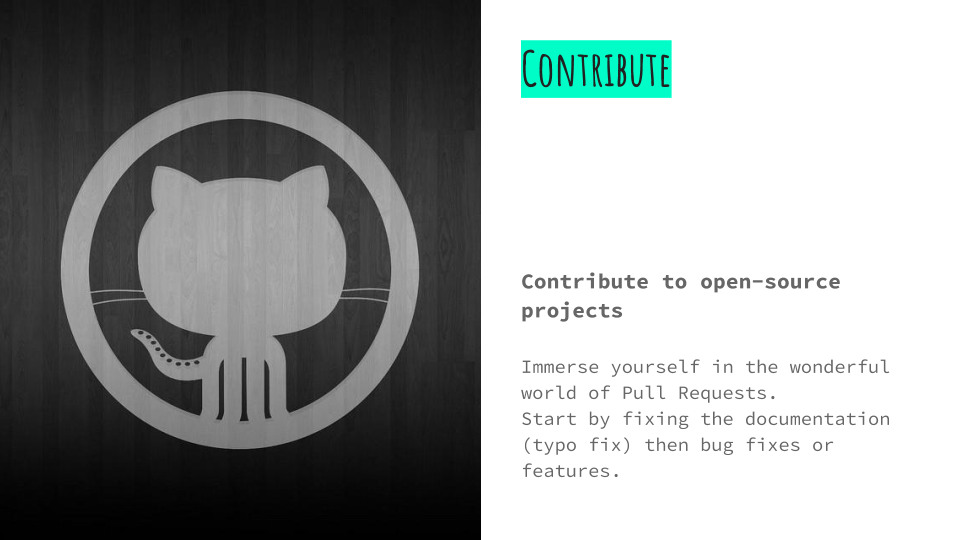 Contribute
Contribute to open-source
projects
Immerse yourself in the wonderful
world of Pull Requests.
Start by fixing the documentation
(typo fix) then bug fixes or
features.